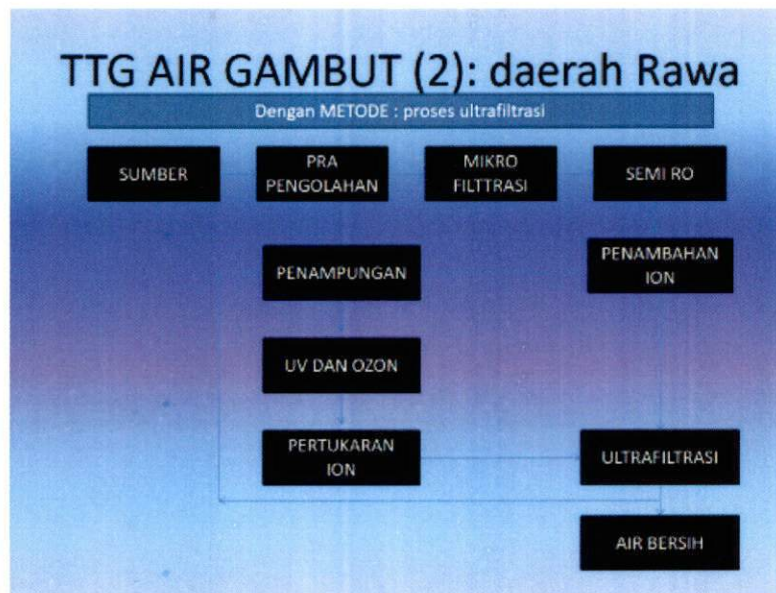 TTG AIR GAMBUT (2): daerah Rawa
Dengan METODE : proses ultrafiltrasi
SUMBER
PRA
PENGOLAHAN
MIKRO
FILTTRASI
SEMI RO
PENAMPUNGAN
PENAMBAHAN
ION
UV DAN OZON
PERTUKARAN
ION
ULTRAFILTRASI
AIR BERSIH